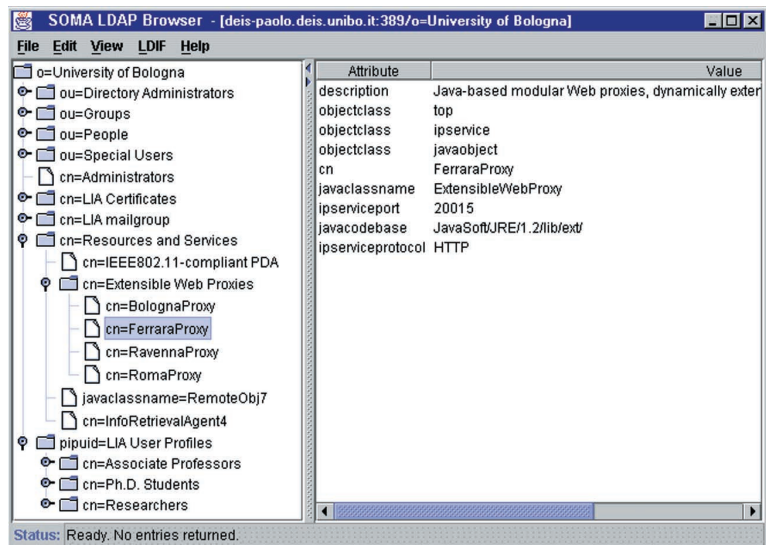 SOMA LDAP Browser - [deis-paolo.deis.unibo.it:389/o=University of Bologna]
File Edit View LDIF Help
o=University of Bologna
ou=Directory Administrators
ou=Groups
ou=People
ou=Special Users
cn=Administrators
cn=LIA Certificates
cn=LIA mailgroup
cn=Resources and Services
cn=IEEE802.11-compliant PDA
cn=Extensible Web Proxies
cn=BolognaProxy
cn=FerraraProxy
cn=RavennaProxy
cn=RomaProxy
javaclassname=RemoteObj7
cn=InfoRetrievalAgent4
pipuid=LIA User Profiles
cn=Associate Professors
cn=Ph.D. Students
cn=Researchers
Attribute Value
description Java-based modular Web proxies, dynamically exter
objectclass top
objectclass ipservice
objectclass javaobject
cn FerraraProxy
javaclassname ExtensibleWebProxy
ipserviceport 20015
javacodebase JavaSoft/JRE/1.2/lib/ext/
ipserviceprotocol HTTP
Status: Ready. No entries returned.